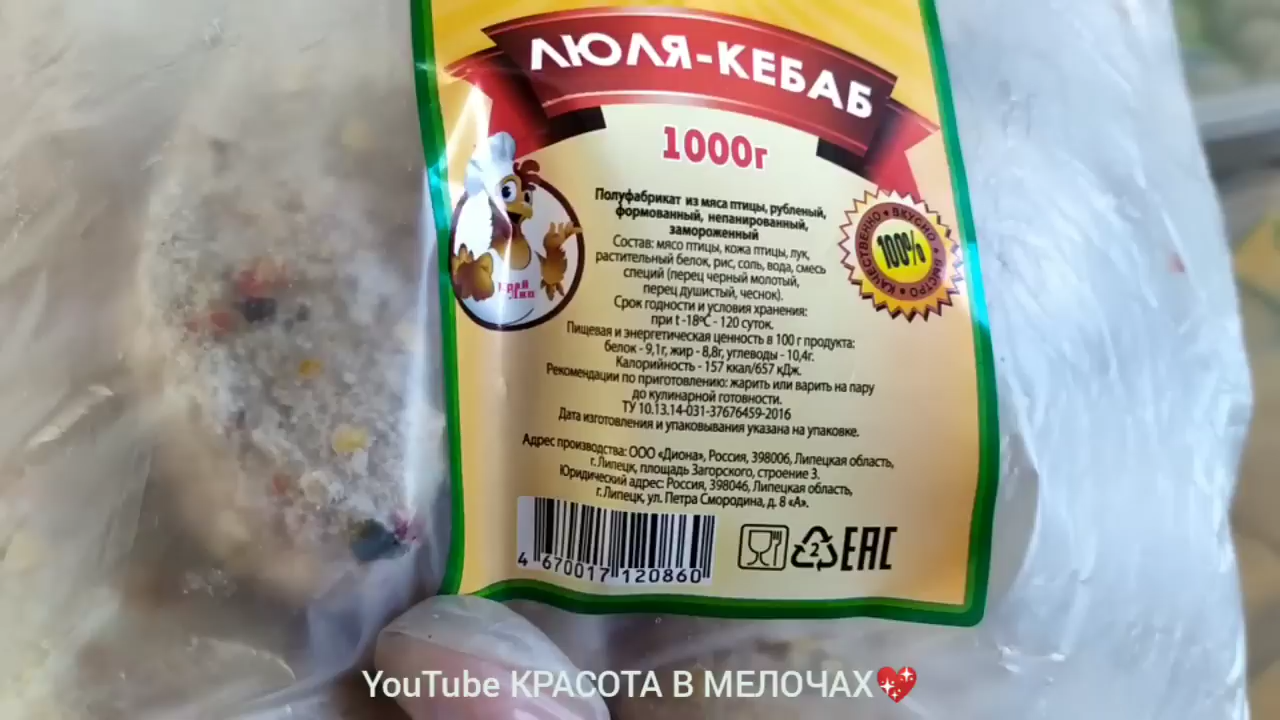 ЛЮЛЯ-КЕБАБ
1000г
Полуфабрикат из мяса птицы, рубленый,
формованный, непанированный,
замороженный
Состав: мясо птицы, кожа птицы, лук,
растительный белок, рис, соль, вода, смесь
специй (перец черный молотый,
перец душистый, чеснок).
Срок годности и условия хранения:
при t -18ºС - 120 суток.
Пищевая и энергетическая ценность в 100 г продукта:
белок - 9,1г, жир - 8,8г, углеводы - 10,4г.
Калорийность - 157 ккал/657 кДж.
Рекомендации по приготовлению: жарить или варить на пару
до кулинарной готовности.
ТУ 10.13.14-031-37676459-2016
Дата изготовления и упаковывания указана на упаковке.
Адрес производства: ООО «Диона», Россия, 398006, Липецкая область,
г. Липецк, площадь Загорского, строение 3.
Юридический адрес: Россия, 398046, Липецкая область,
г. Липецк, ул. Петра Смородина, д. 8 «А».
КАЧЕСТВЕННО • ВКУСНО • БЫСТРО •
100%
4 670017 120860
2
EAC
YouTube КРАСОТА В МЕЛОЧАХ